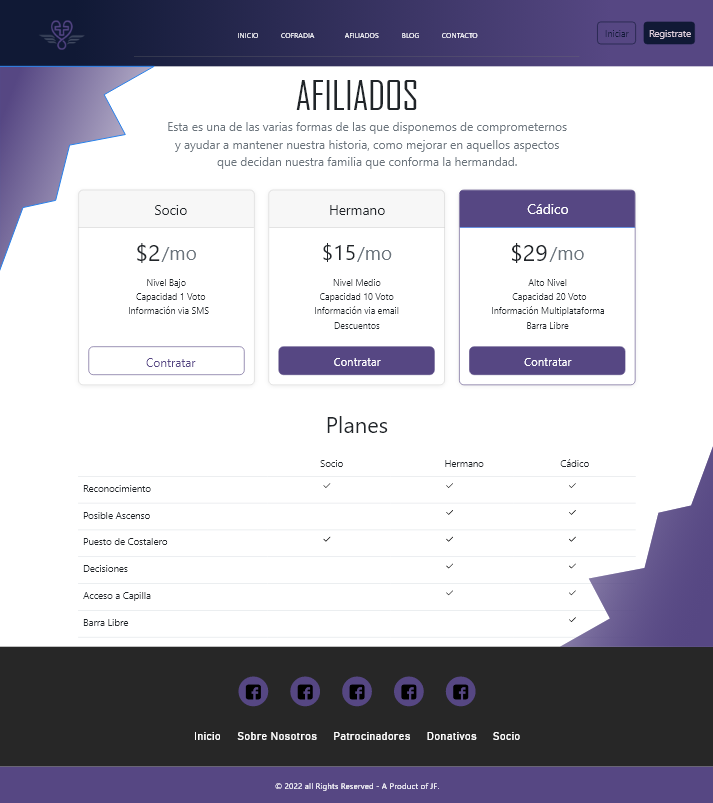 INICIO COFRADIA AFILIADOS BLOG CONTACTO Iniciar Registrate
AFILIADOS
Esta es una de las varias formas de las que disponemos de comprometernos
y ayudar a mantener nuestra historia, como mejorar en aquellos aspectos
que decidan nuestra familia que conforma la hermandad.
Socio
$2/mo
Nivel Bajo
Capacidad 1 Voto
Información via SMS
Contratar
Hermano
$15/mo
Nivel Medio
Capacidad 10 Voto
Información via email
Descuentos
Contratar
Cádico
$29/mo
Alto Nivel
Capacidad 20 Voto
Información Multiplataforma
Barra Libre
Contratar
Planes
Socio Hermano Cádico
Reconocimiento
Posible Ascenso
Puesto de Costalero
Decisiones
Acceso a Capilla
Barra Libre
Inicio Sobre Nosotros Patrocinadores Donativos Socio
© 2022 all Rights Reserved - A Product of JF.